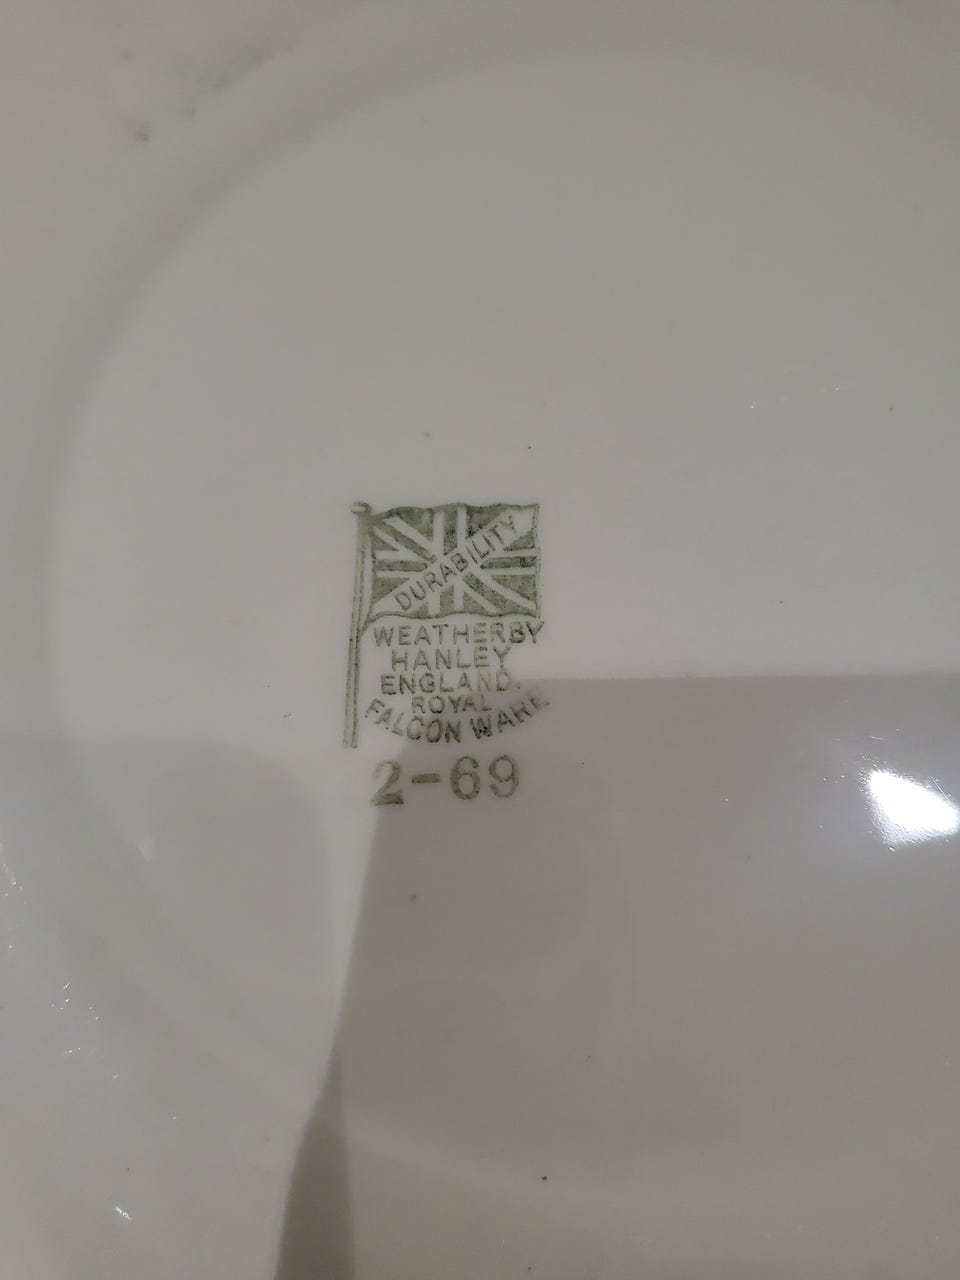 DURABILITY
WEATHERBY
HANLEY
ENGLAND.
ROYAL
FALCON WARE
2-69